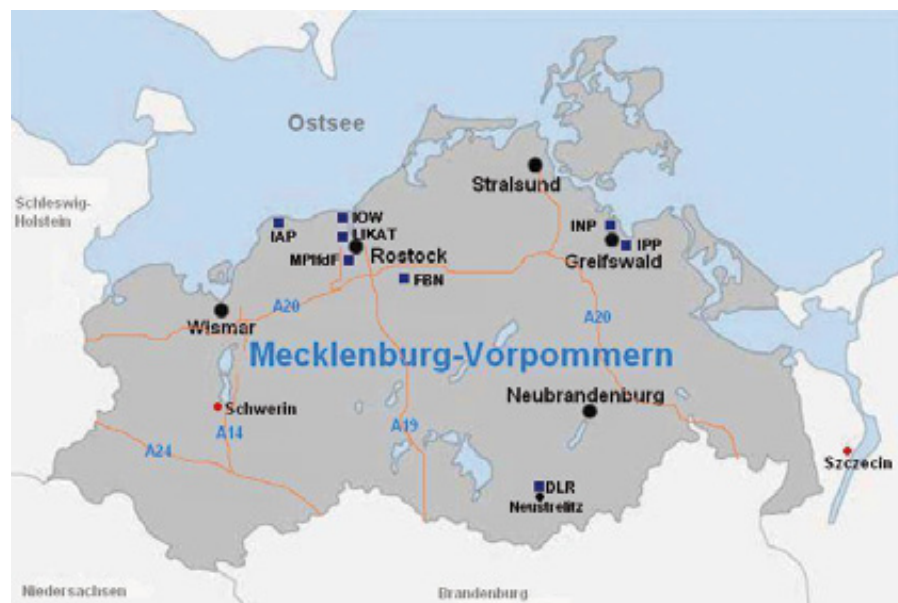 Ostsee
Stralsund
Schleswig-
Holstein
IOW
IAP
LIKAT
INP
Rostock
IPP
MPIfdF
Greifswald
FBN
A20
A20
Wismar
Mecklenburg-Vorpommern
Neubrandenburg
Schwerin
A14
A19
A24
Szczecin
DLR
Neustrelitz
Niedersachsen
Brandenburg